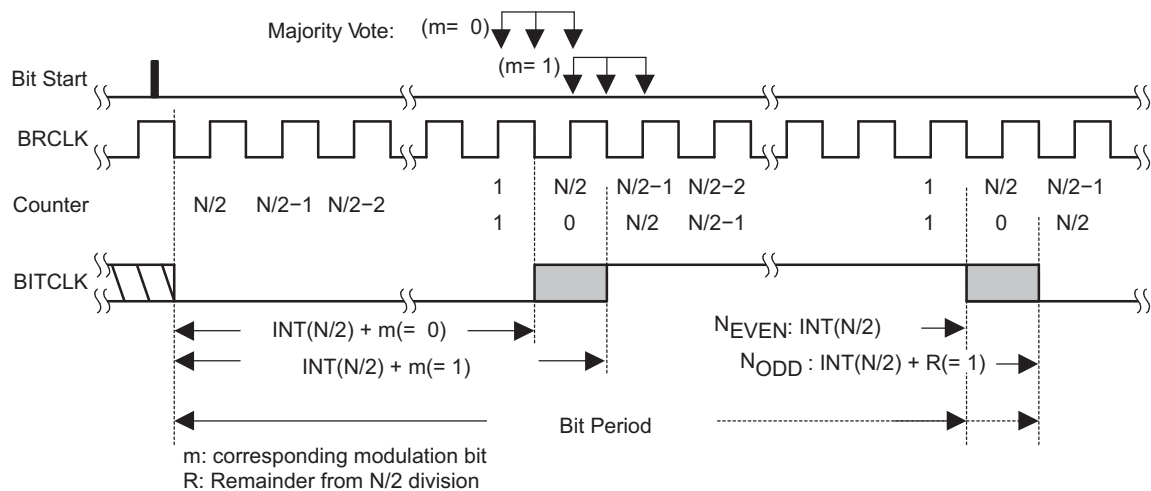 Majority Vote: (m= 0)
(m= 1)
Bit Start
BRCLK
1 N/2 N/2−1 N/2−2 1 N/2 N/2−1
Counter N/2 N/2−1 N/2−2
1 0 N/2 N/2−1 1 0 N/2
BITCLK
INT(N/2) + m(= 0) NEVEN: INT(N/2)
INT(N/2) + m(= 1) NODD : INT(N/2) + R(= 1)
Bit Period
m: corresponding modulation bit
R: Remainder from N/2 division